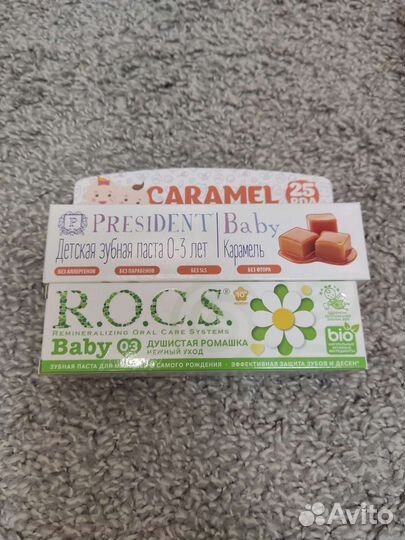 CARAMEL 25
RDA
PRESIDENT Baby
Детская зубная паста 0-3 лет Карамель
БЕЗ АЛЛЕРГЕНОВ БЕЗ ПАРАБЕНОВ БЕЗ SLS БЕЗ ФТОРА
R.O.C.S.
REMINERALIZING ORAL CARE SYSTEMS
Baby 03 ДУШИСТАЯ РОМАШКА
НЕЖНЫЙ УХОД
bio
ЗУБНАЯ ПАСТА ДЛЯ САМОГО РОЖДЕНИЯ • ЭФФЕКТИВНАЯ ЗАЩИТА ЗУБОВ И ДЕСЕН
Avito